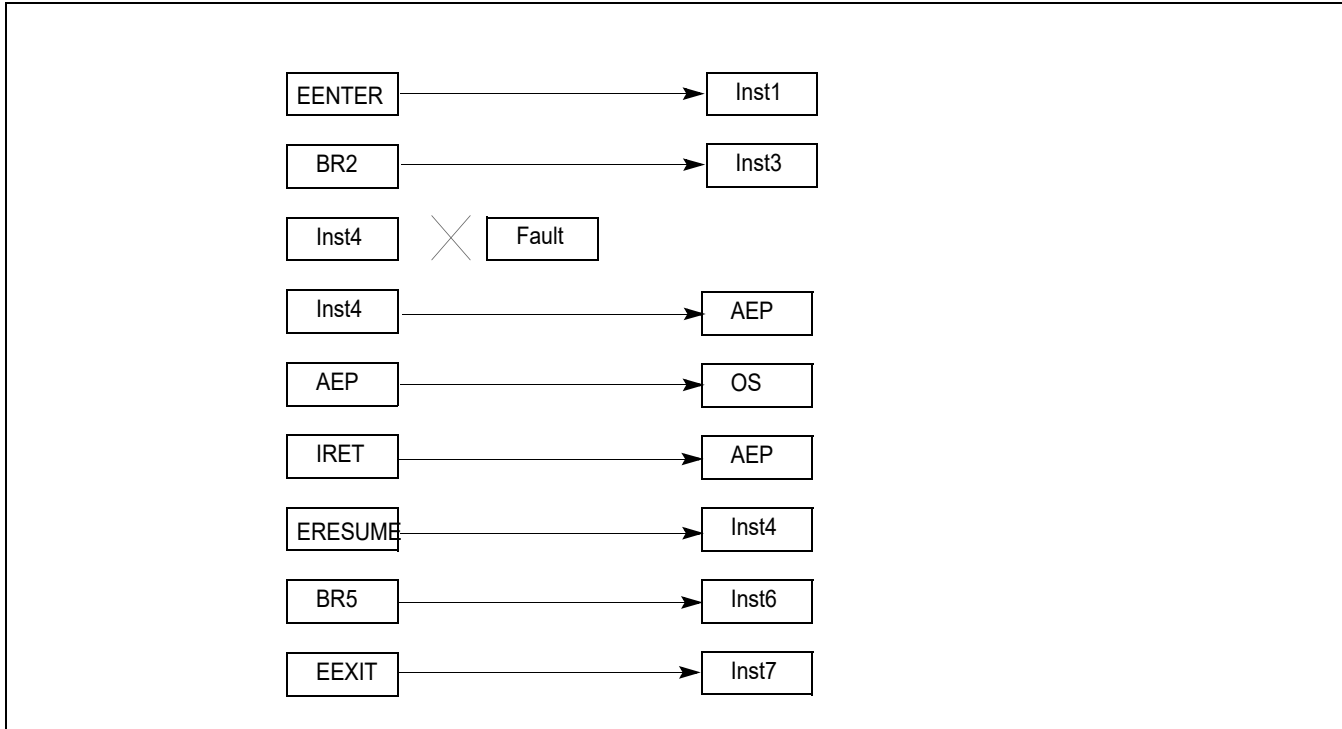 EENTER Inst1
BR2 Inst3
Inst4 Fault
Inst4 AEP
AEP OS
IRET AEP
ERESUME Inst4
BR5 Inst6
EEXIT Inst7